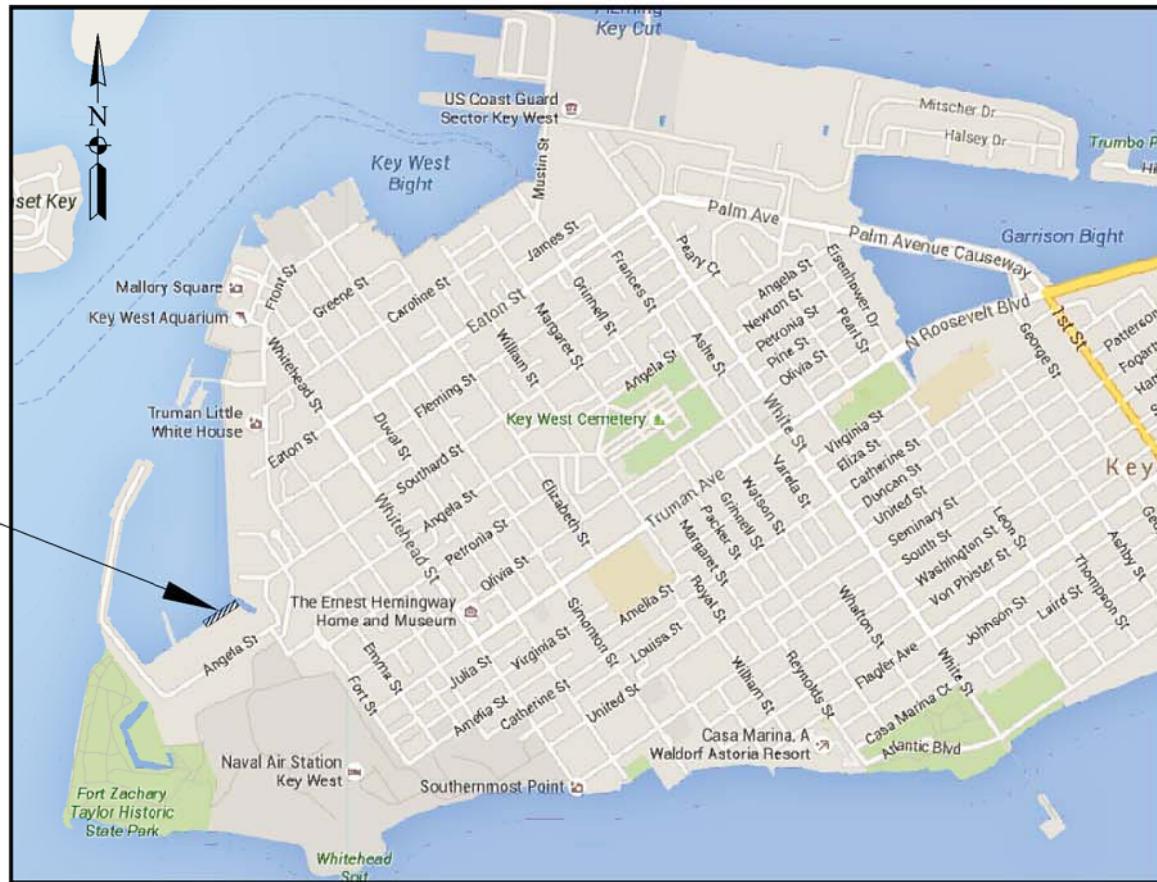 Key Cut
N
US Coast Guard
Sector Key West
Mustin St
Mitscher Dr
Halsey Dr
Trumbo P
Key West
Bight
set Key
Palm Ave
Palm Avenue Causeway
Garrison Bight
James St
Peary Ct
Frances St
Grinnell St
Angela St
Newton St
Petronia St
Pine St
Olivia St
Pearl St
Eisenhower Dr
N Roosevelt Blvd
1st St
George St
Patterson
Fogart
Mallory Square
Key West Aquarium
Front St
Greene St
Caroline St
Eaton St
Margaret St
William St
Ashe St
Angela St
Whitehead St
Fleming St
Duval St
Key West Cemetery
White St
Truman Little
White House
Eaton St
Southard St
Virginia St
Eliza St
Catherine St
Duncan St
United St
Seminary St
South St
Washington St
Von Phister St
Leon St
Key
Whitehead St
Angela St
Petronia St
Olivia St
Elizabeth St
Truman Ave
Varela St
Watson St
Grinnell St
Packer St
Margaret St
Royal St
Ashby St
Thompson St
Laird St
Johnson St
Whalton St
Flagler Ave
White St
The Ernest Hemingway
Home and Museum
Angela St
Emma St
Fort St
Julia St
Virginia St
Simonton St
Amelia St
Louisa St
Amelia St
Catherine St
United St
William St
Reynolds St
Casa Marina Ct
Atlantic Blvd
Casa Marina, A
Waldorf Astoria Resort
Naval Air Station
Key West
Southernmost Point
Fort Zachary
Taylor Historic
State Park
Whitehead
Spit